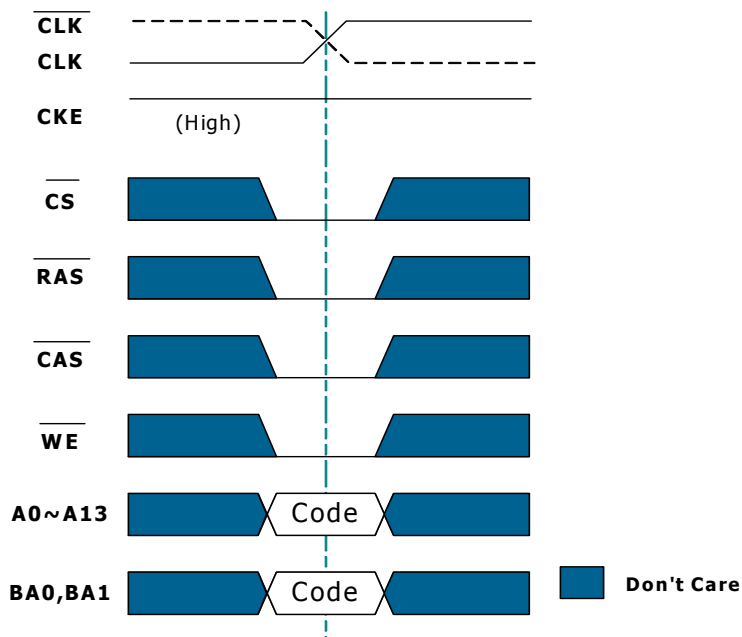 CLK
CLK
CKE
(High)
CS
RAS
CAS
WE
A0~A13
Code
BA0,BA1
Code
Don't Care